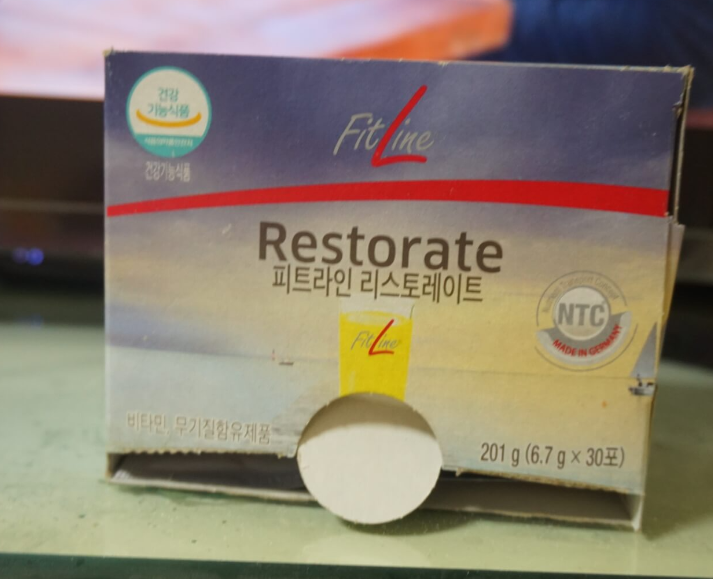 건강
기능식품
건강기능식품
FitLine
Restorate
피트라인 리스토레이트
NTC
MADE IN GERMANY
FitLine
비타민, 무기질함유제품
201 g (6.7 g × 30포)